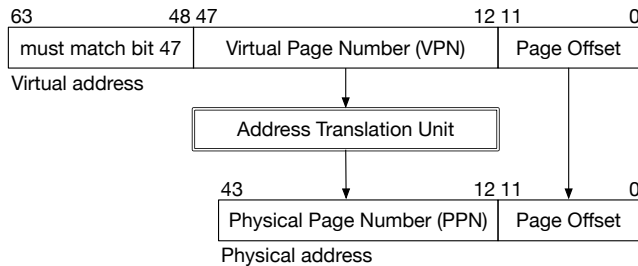 63 48 47 12 11 0
must match bit 47 Virtual Page Number (VPN) Page Offset
Virtual address
Address Translation Unit
43 12 11 0
Physical Page Number (PPN) Page Offset
Physical address